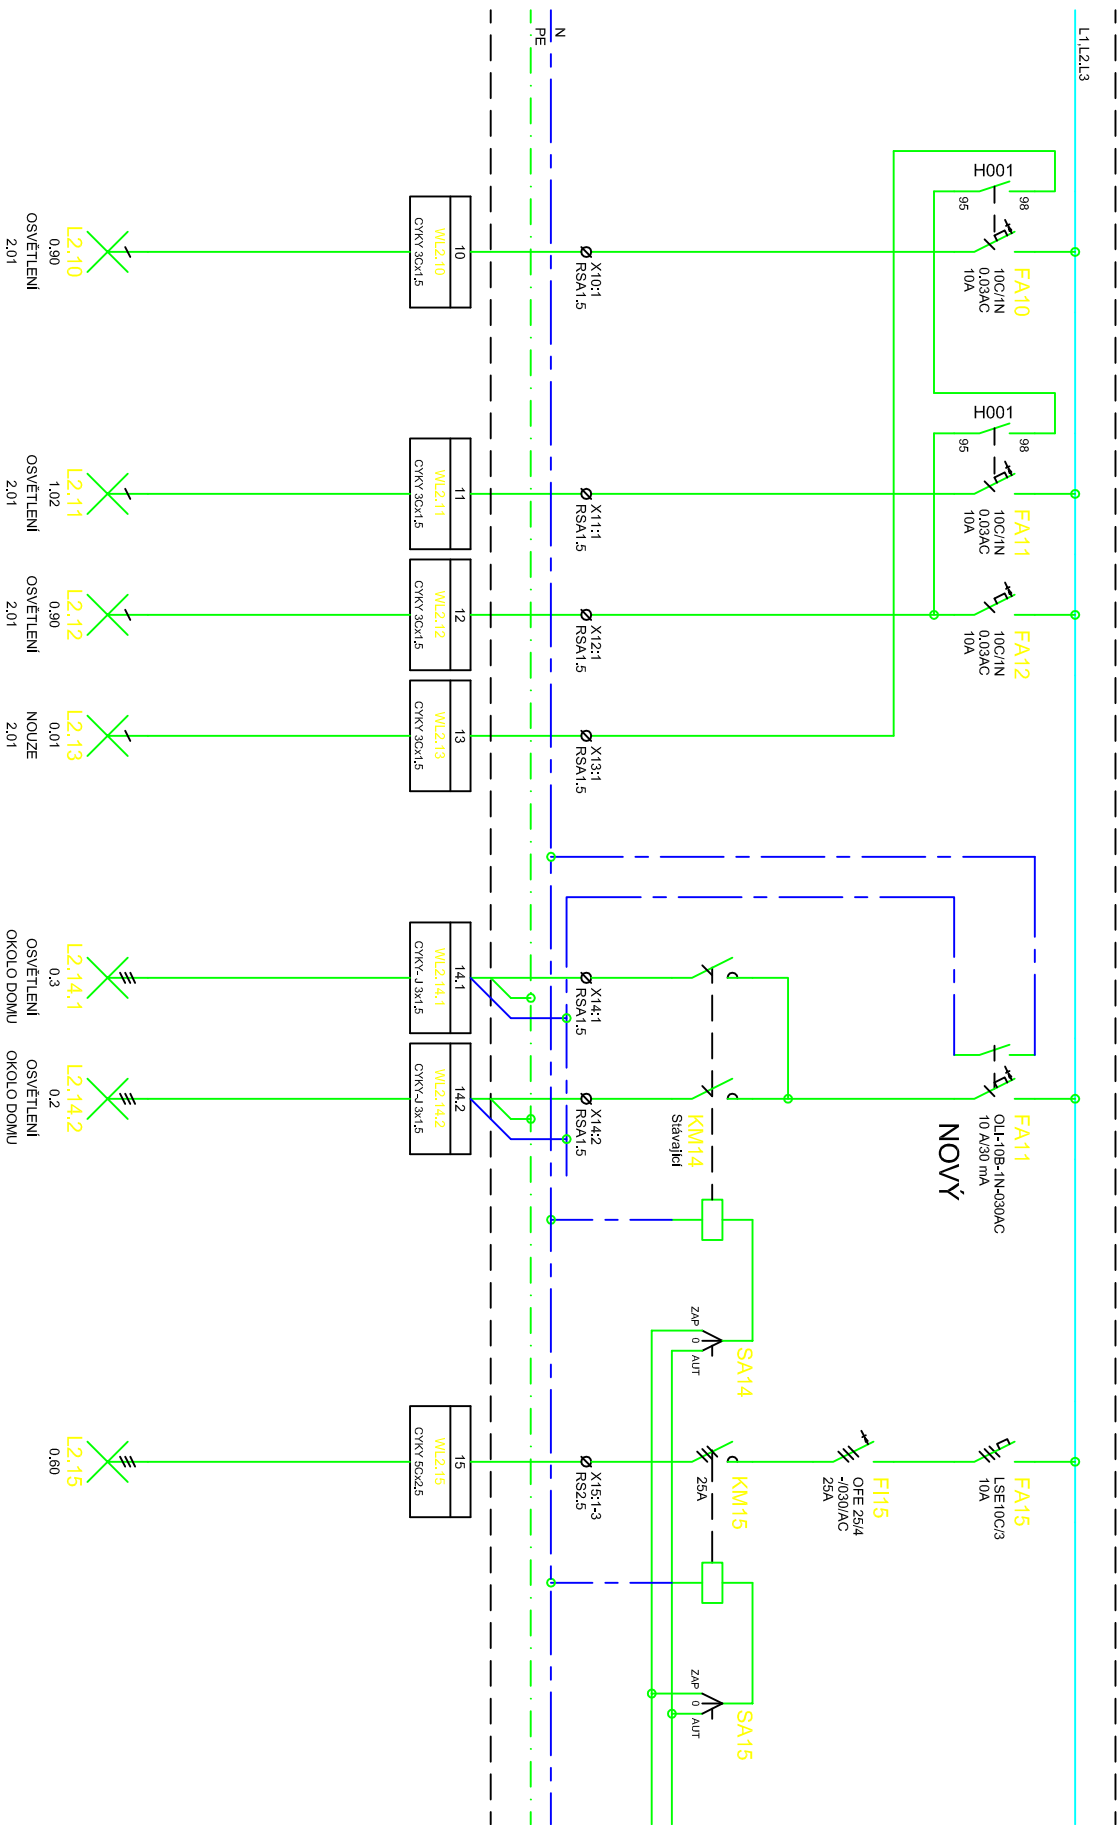 L1,L2,L3
N
PE
H001
98
95
FA10
10C/1N
0.03AC
10A
H001
98
95
FA11
10C/1N
0.03AC
10A
FA12
10C/1N
0.03AC
10A
FA11
OLI-10B-1N-030AC
10 A/30 mA
NOVÝ
FA15
LSE10C/3
10A
FI15
OFE 25/4
-/030/AC
25A
KM14
Stávající
SA14
ZAP
0
AUT
KM15
25A
SA15
ZAP
0
AUT
X10:1
RSA1.5
X11:1
RSA1.5
X12:1
RSA1.5
X13:1
RSA1.5
X14:1
RSA1.5
X14:2
RSA1.5
X15:1-3
RS2.5
10
WL2.10
CYKY 3Cx1,5
11
WL2.11
CYKY 3Cx1,5
12
WL2.12
CYKY 3Cx1,5
13
WL2.13
CYKY 3Cx1,5
14.1
WL2.14.1
CYKY-J 3x1,5
14.2
WL2.14.2
CYKY-J 3x1,5
15
WL2.15
CYKY 5Cx2,5
L2.10
0.90
OSVĚTLENÍ
2.01
L2.11
1.02
OSVĚTLENÍ
2.01
L2.12
0.90
OSVĚTLENÍ
2.01
L2.13
0.01
NOUZE
2.01
L2.14.1
0.3
OSVĚTLENÍ
OKOLO DOMU
L2.14.2
0.2
OSVĚTLENÍ
OKOLO DOMU
L2.15
0.60